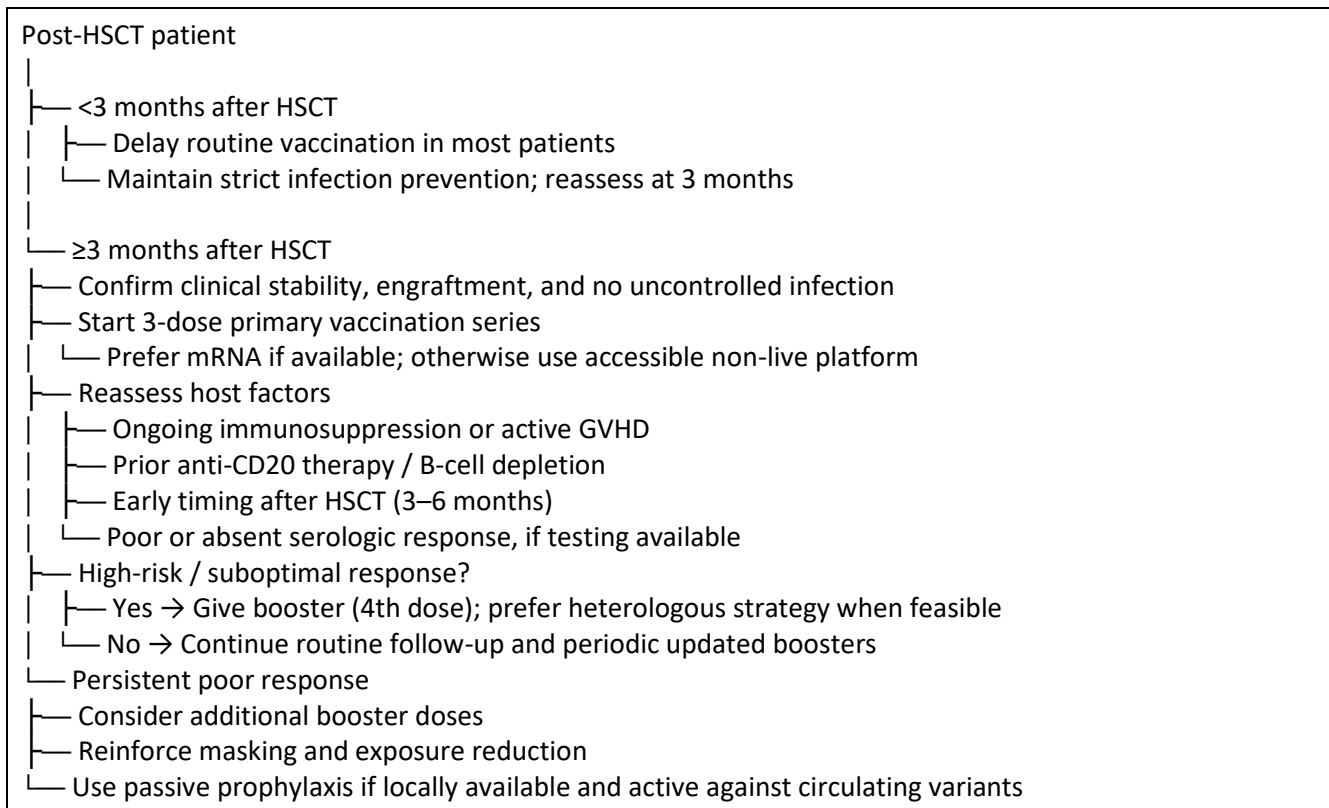 Post-HSCT patient
│
├── <3 months after HSCT
│ ├── Delay routine vaccination in most patients
│ └── Maintain strict infection prevention; reassess at 3 months
│
└── ≥3 months after HSCT
├── Confirm clinical stability, engraftment, and no uncontrolled infection
├── Start 3-dose primary vaccination series
│ └── Prefer mRNA if available; otherwise use accessible non-live platform
├── Reassess host factors
│ ├── Ongoing immunosuppression or active GVHD
│ ├── Prior anti-CD20 therapy / B-cell depletion
│ ├── Early timing after HSCT (3–6 months)
│ └── Poor or absent serologic response, if testing available
├── High-risk / suboptimal response?
│ ├── Yes → Give booster (4th dose); prefer heterologous strategy when feasible
│ └── No → Continue routine follow-up and periodic updated boosters
└── Persistent poor response
├── Consider additional booster doses
├── Reinforce masking and exposure reduction
└── Use passive prophylaxis if locally available and active against circulating variants